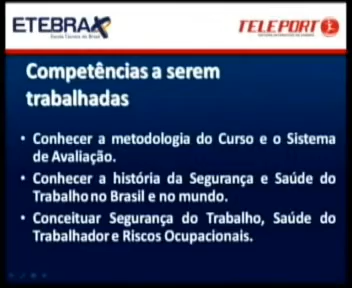 ETEBRAX
Escola Técnica do Brasil
TELEPORT
Competências a serem
trabalhadas
• Conhecer a metodologia do Curso e o Sistema
de Avaliação.
• Conhecer a história da Segurança e Saúde do
Trabalho no Brasil e no mundo.
• Conceituar Segurança do Trabalho, Saúde do
Trabalhador e Riscos Ocupacionais.